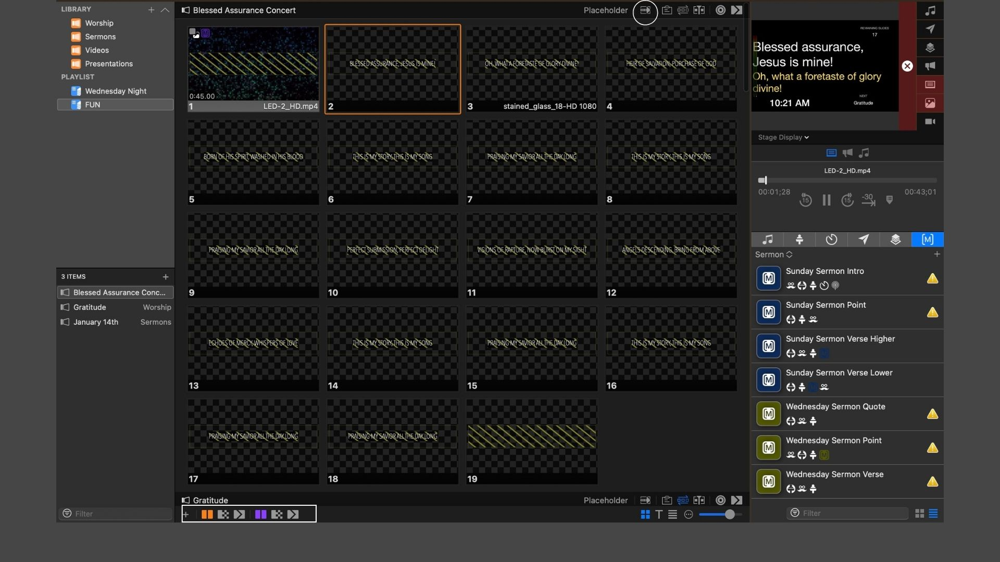 LIBRARY
Worship
Sermons
Videos
Presentations
PLAYLIST
Wednesday Night
FUN
3 ITEMS
Blessed Assurance Conc...
Gratitude Worship
January 14th Sermons
Filter
Blessed Assurance Concert Placeholder
0:45.00
1 LED-2_HD.mp4
BLESSED ASSURANCE, JESUS IS MINE!
2
OH, WHAT A FORETASTE OF GLORY DIVINE!
3 stained_glass_18-HD 1080
HEIR OF SALVATION, PURCHASE OF GOD
4
BORN OF HIS SPIRIT, WASHED IN HIS BLOOD
5
THIS IS MY STORY, THIS IS MY SONG
6
PRAISING MY SAVIOR ALL THE DAY LONG
7
THIS IS MY STORY, THIS IS MY SONG
8
PRAISING MY SAVIOR ALL THE DAY LONG
9
PERFECT SUBMISSION, PERFECT DELIGHT
10
VISIONS OF RAPTURE, NOW BURST ON MY SIGHT
11
ANGELS DESCENDING, BRING FROM ABOVE
12
ECHOES OF MERCY, WHISPERS OF LOVE
13
THIS IS MY STORY, THIS IS MY SONG
14
PRAISING MY SAVIOR ALL THE DAY LONG
15
THIS IS MY STORY, THIS IS MY SONG
16
PRAISING MY SAVIOR ALL THE DAY LONG
17
PRAISING MY SAVIOR ALL THE DAY LONG
18
19
Gratitude Placeholder
REMAINING SLIDES
17
Blessed assurance,
Jesus is mine!
Oh, what a foretaste of glory
divine!
10:21 AM
NEXT
Gratitude
Stage Display
LED-2_HD.mp4
00:01;28 00:43;01
15 15 -30
[M]
Sermon
Sunday Sermon Intro
Sunday Sermon Point
Sunday Sermon Verse Higher
Sunday Sermon Verse Lower
Wednesday Sermon Quote
Wednesday Sermon Point
Wednesday Sermon Verse
Filter